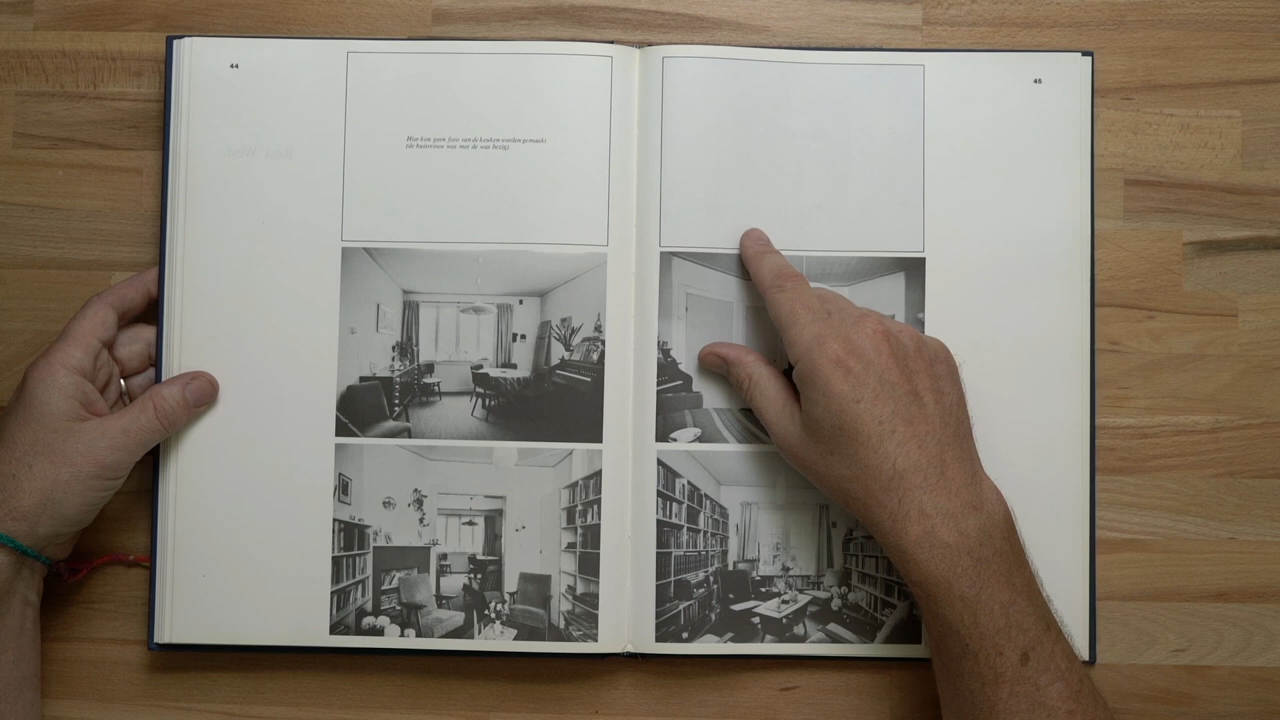 44
Hier kon geen foto van de keuken worden gemaakt
(de huisvrouw was met de was bezig).
45